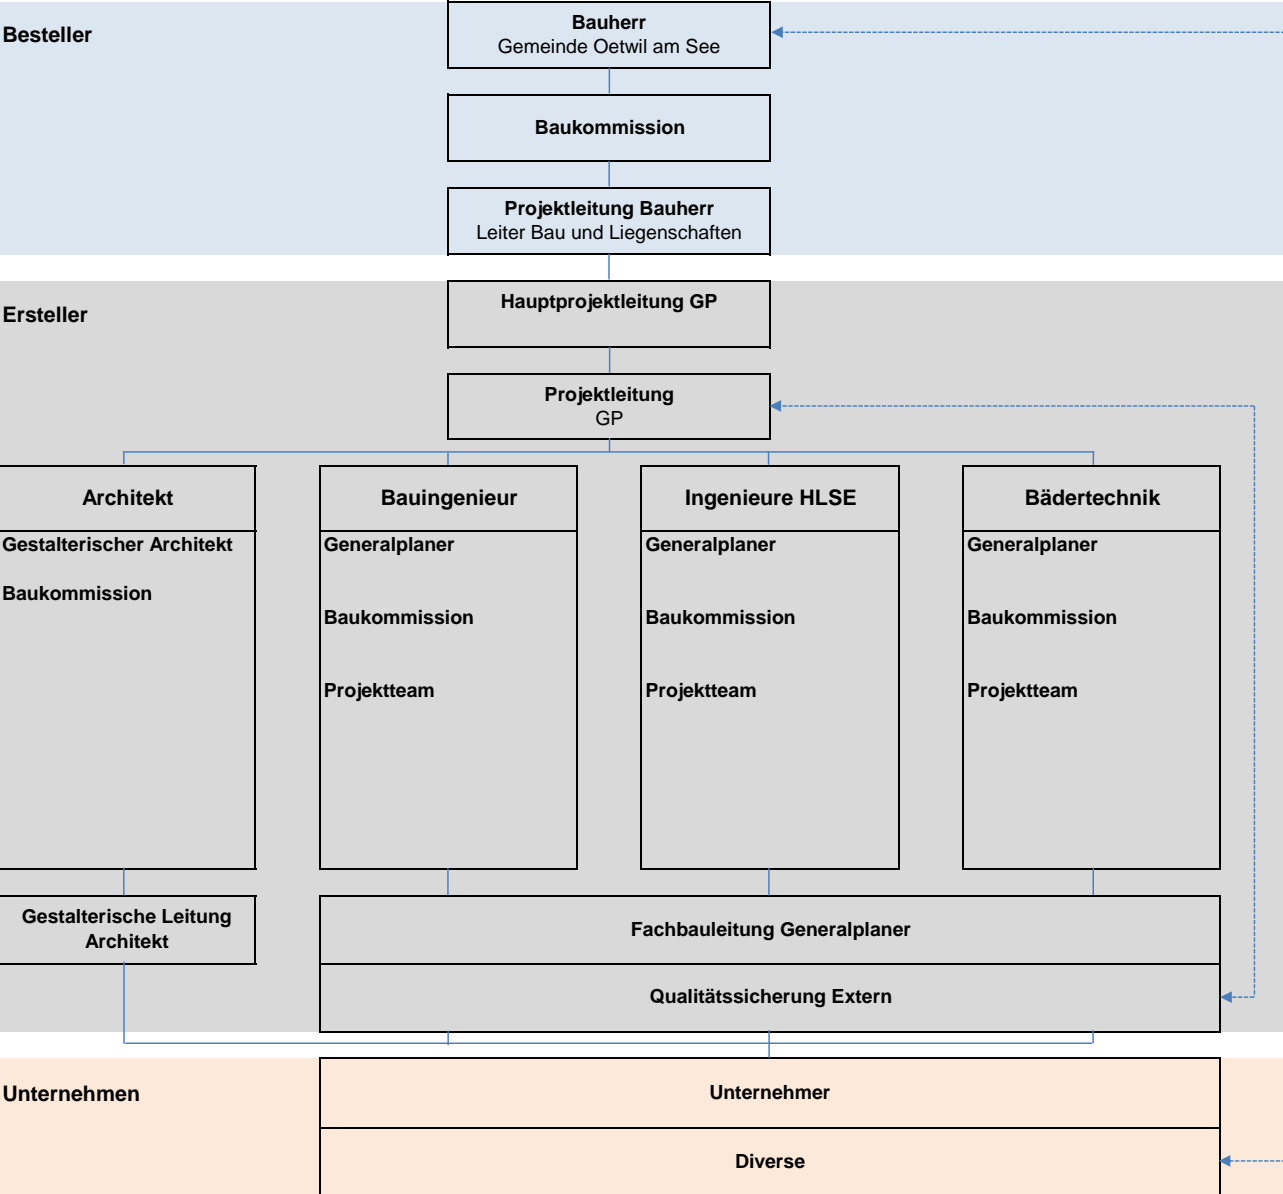 Besteller
Bauherr
Gemeinde Oetwil am See
Baukommission
Projektleitung Bauherr
Leiter Bau und Liegenschaften
Ersteller
Hauptprojektleitung GP
Projektleitung
GP
Architekt
Gestalterischer Architekt
Baukommission
Bauingenieur
Generalplaner
Baukommission
Projektteam
Ingenieure HLSE
Generalplaner
Baukommission
Projektteam
Bädertechnik
Generalplaner
Baukommission
Projektteam
Gestalterische Leitung
Architekt
Fachbauleitung Generalplaner
Qualitätssicherung Extern
Unternehmen
Unternehmer
Diverse